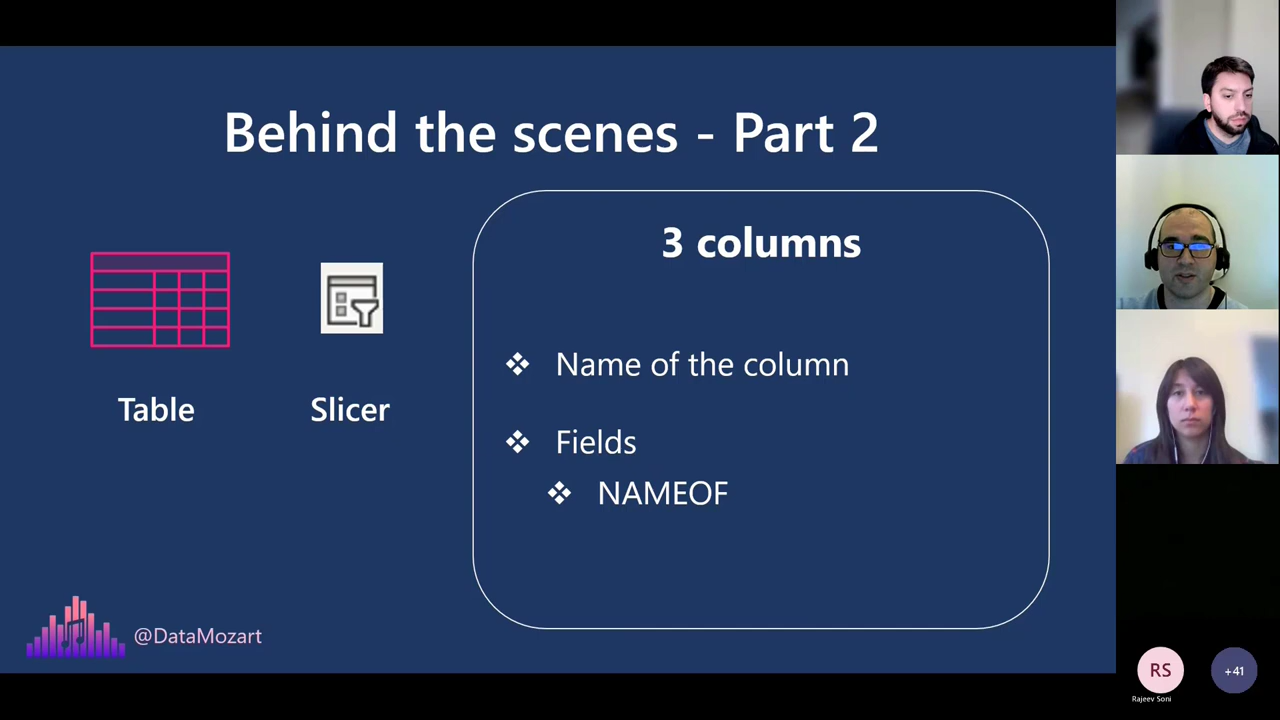 Behind the scenes - Part 2
3 columns
Name of the column
Table
Slicer
Fields
NAMEOF
@DataMozart
RS
+41
Rajeev Soni